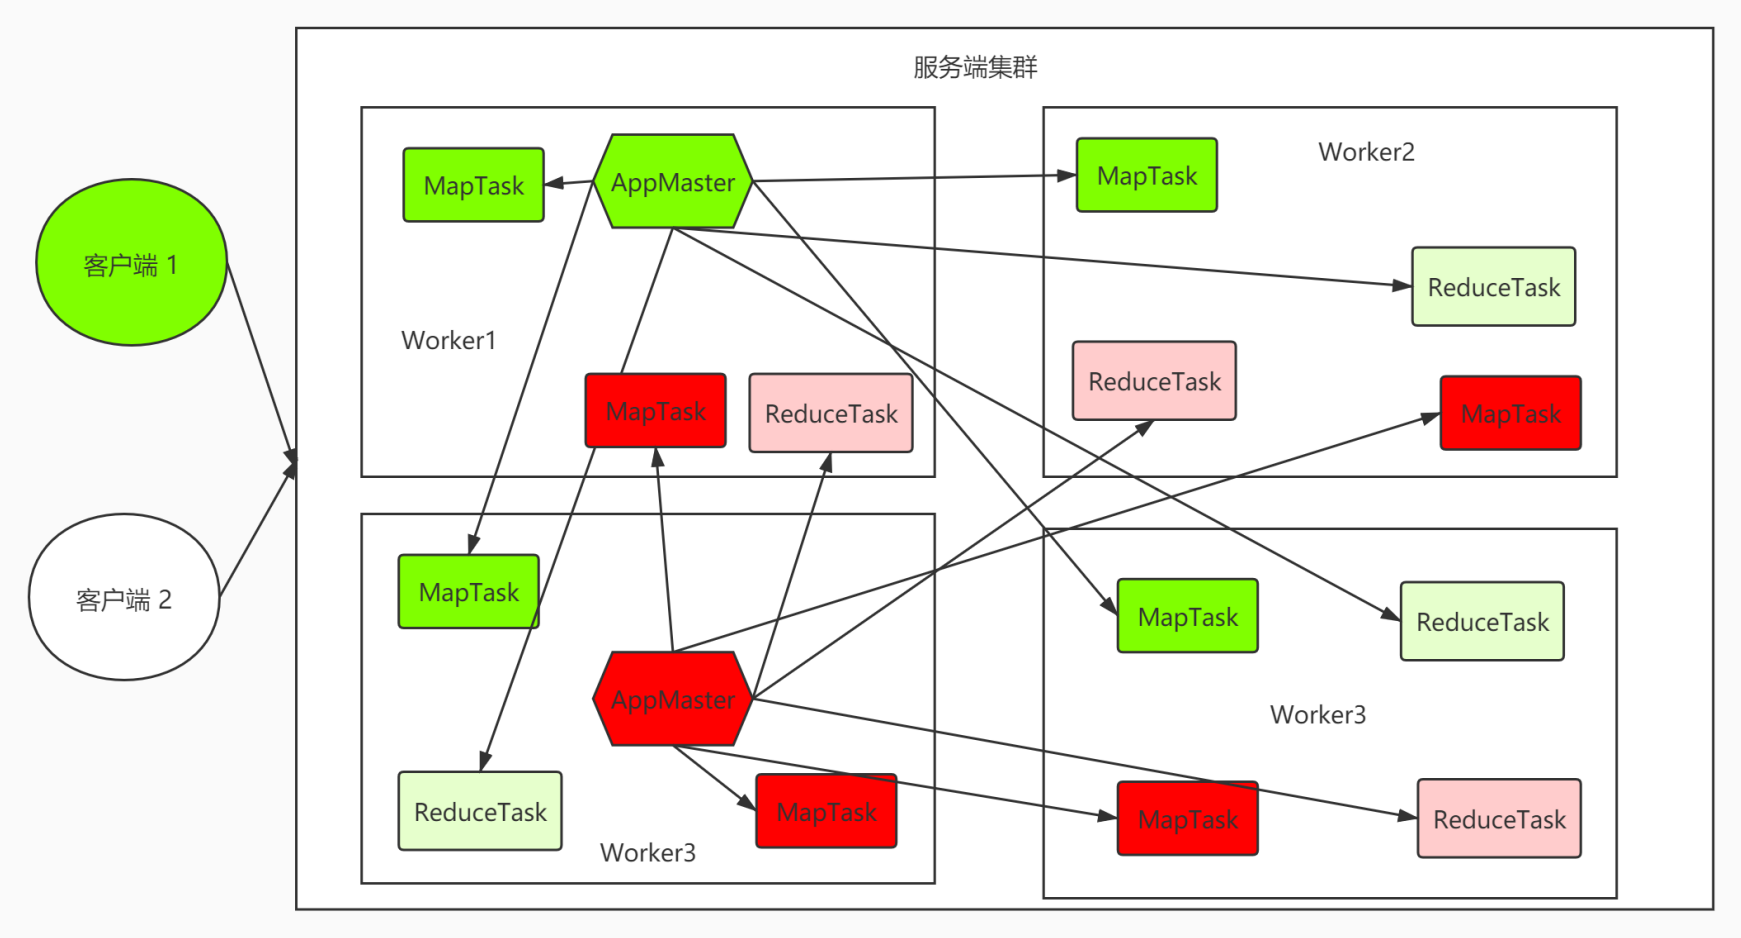 服务端集群
客户端 1
客户端 2
MapTask
AppMaster
Worker1
MapTask
ReduceTask
MapTask
Worker2
ReduceTask
ReduceTask
MapTask
MapTask
AppMaster
ReduceTask
MapTask
Worker3
MapTask
ReduceTask
Worker3
MapTask
ReduceTask